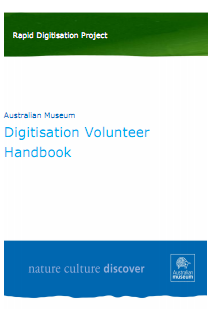 Rapid Digitisation Project
Australian Museum
Digitisation Volunteer
Handbook
nature culture discover
Australian
museum